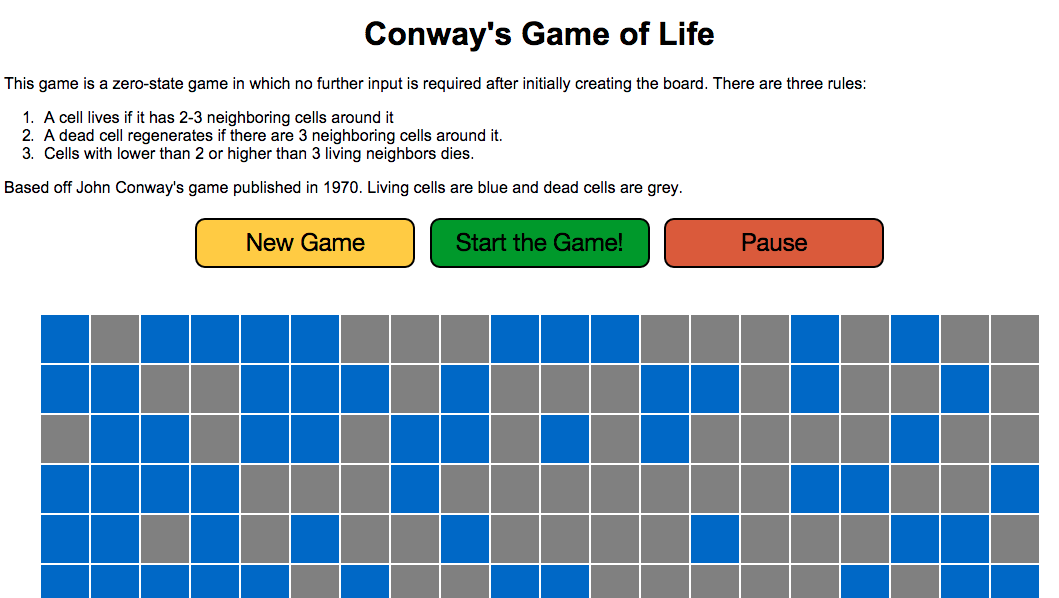 Conway's Game of Life
This game is a zero-state game in which no further input is required after initially creating the board. There are three rules:
1. A cell lives if it has 2-3 neighboring cells around it
2. A dead cell regenerates if there are 3 neighboring cells around it.
3. Cells with lower than 2 or higher than 3 living neighbors dies.
Based off John Conway's game published in 1970. Living cells are blue and dead cells are grey.
New Game
Start the Game!
Pause